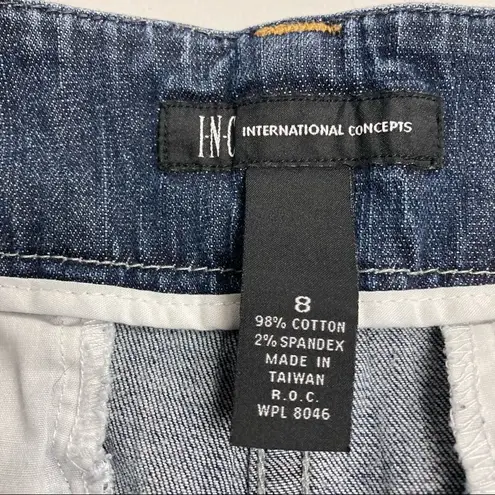 I·N·C INTERNATIONAL CONCEPTS
8
98% COTTON
2% SPANDEX
MADE IN
TAIWAN
R.O.C.
WPL 8046